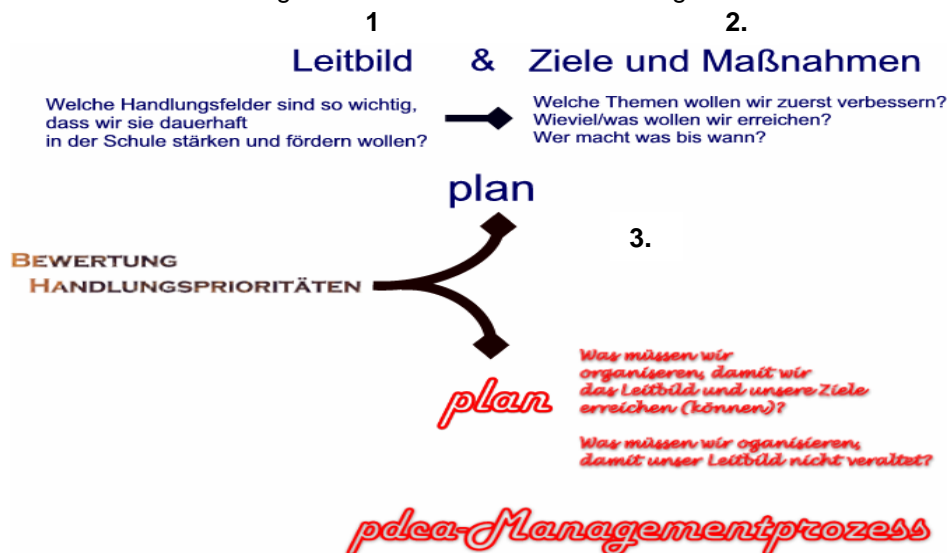 1
2.
Leitbild & Ziele und Maßnahmen
Welche Handlungsfelder sind so wichtig,
dass wir sie dauerhaft
in der Schule stärken und fördern wollen?
Welche Themen wollen wir zuerst verbessern?
Wieviel/was wollen wir erreichen?
Wer macht was bis wann?
plan
3.
BEWERTUNG
HANDLUNGSPRIORITÄTEN
plan
Was müssen wir
organiseren, damit wir
das Leitbild und unsere Ziele
erreichen (können)?
Was müssen wir oganisieren,
damit unser Leitbild nicht veraltet?
pdca-Managementprozess